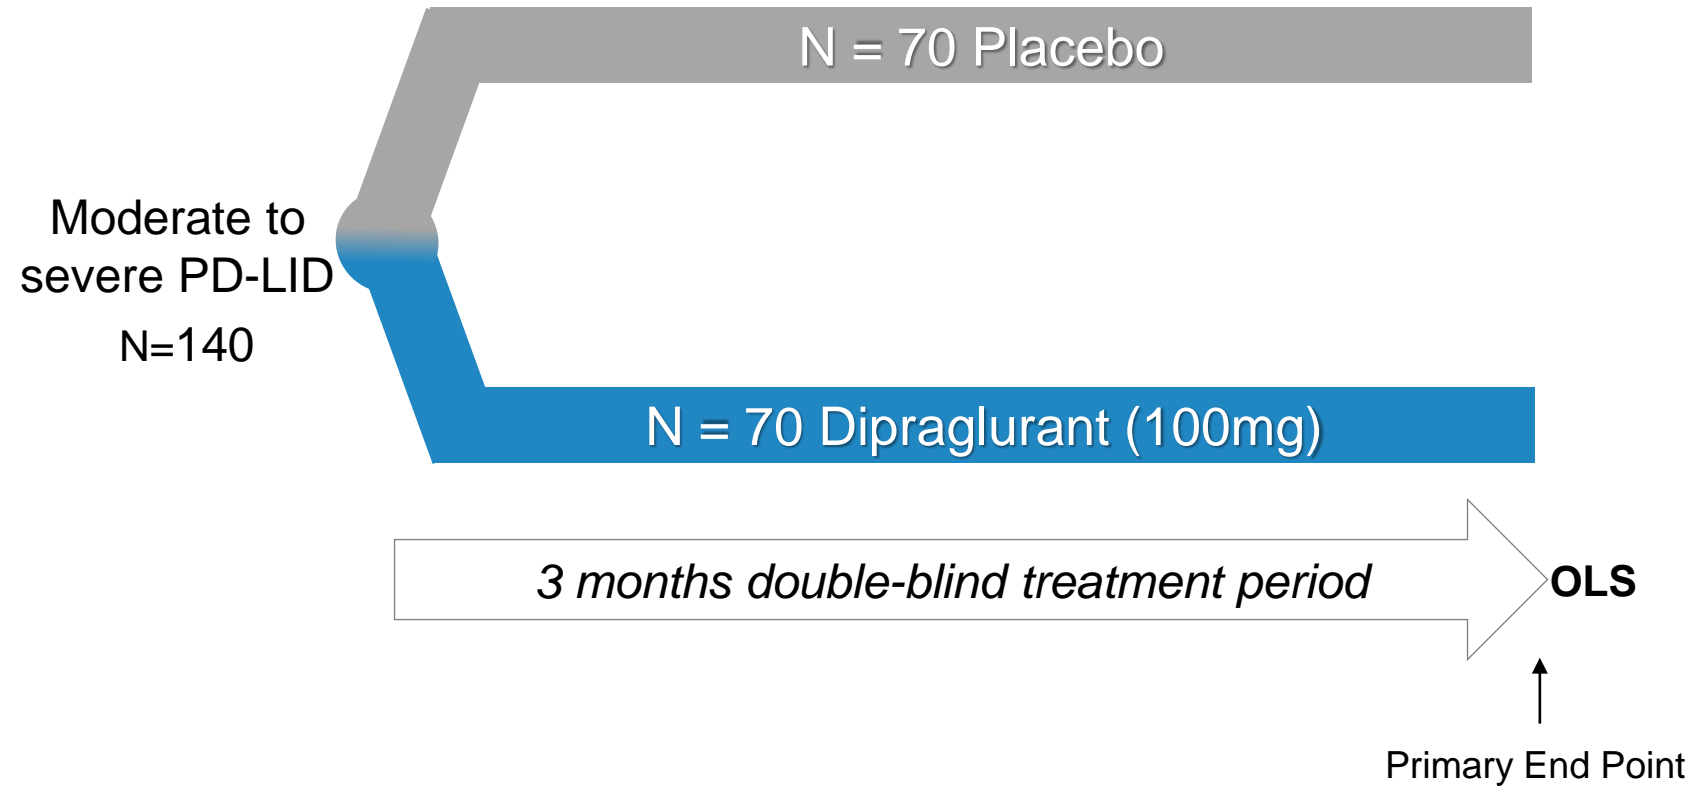 N = 70 Placebo
Moderate to
severe PD-LID
N=140
N = 70 Dipraglurant (100mg)
3 months double-blind treatment period
OLS
Primary End Point